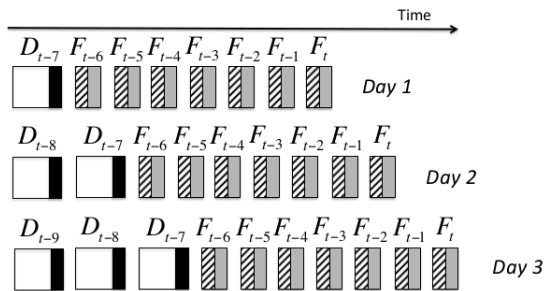 Time
D_{t−7} F_{t−6} F_{t−5} F_{t−4} F_{t−3} F_{t−2} F_{t−1} F_t
Day 1
D_{t−8} D_{t−7} F_{t−6} F_{t−5} F_{t−4} F_{t−3} F_{t−2} F_{t−1} F_t
Day 2
D_{t−9} D_{t−8} D_{t−7} F_{t−6} F_{t−5} F_{t−4} F_{t−3} F_{t−2} F_{t−1} F_t
Day 3